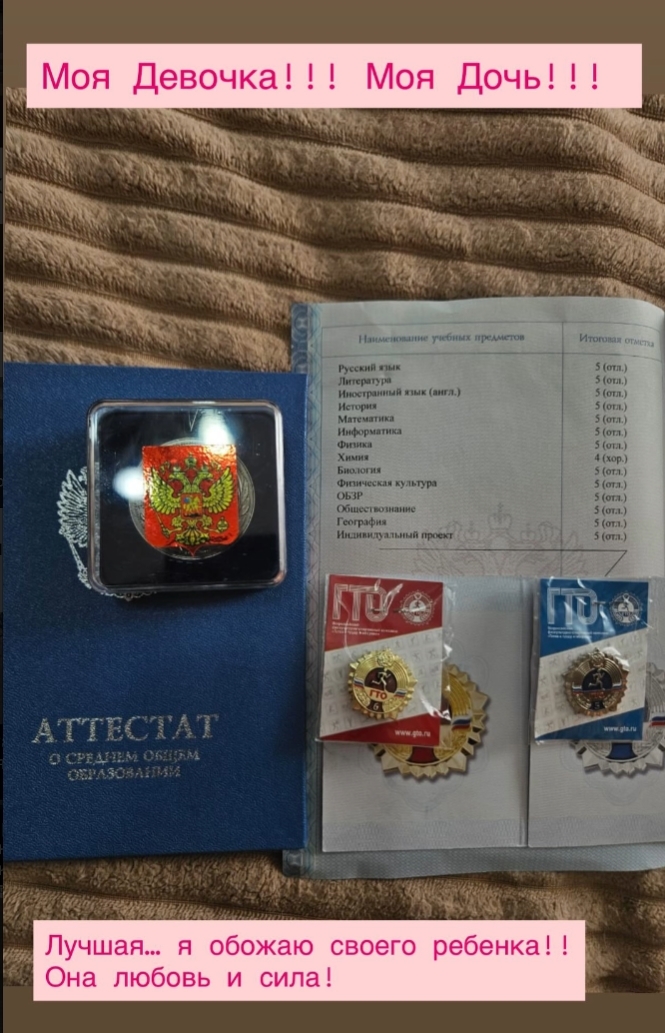 Моя Девочка!!! Моя Дочь!!!
Наименование учебных предметов Итоговая отметка
Русский язык 5 (отл.)
Литература 5 (отл.)
Иностранный язык (англ.) 5 (отл.)
История 5 (отл.)
Математика 5 (отл.)
Информатика 5 (отл.)
Физика 5 (отл.)
Химия 4 (хор.)
Биология 5 (отл.)
Физическая культура 5 (отл.)
ОБЗР 5 (отл.)
Обществознание 5 (отл.)
География 5 (отл.)
Индивидуальный проект 5 (отл.)
ГТО ГТО
ГТО
www.gto.ru www.gto.ru
АТТЕСТАТ
О СРЕДНЕМ ОБЩЕМ
ОБРАЗОВАНИИ
Лучшая… я обожаю своего ребенка!!
Она любовь и сила!